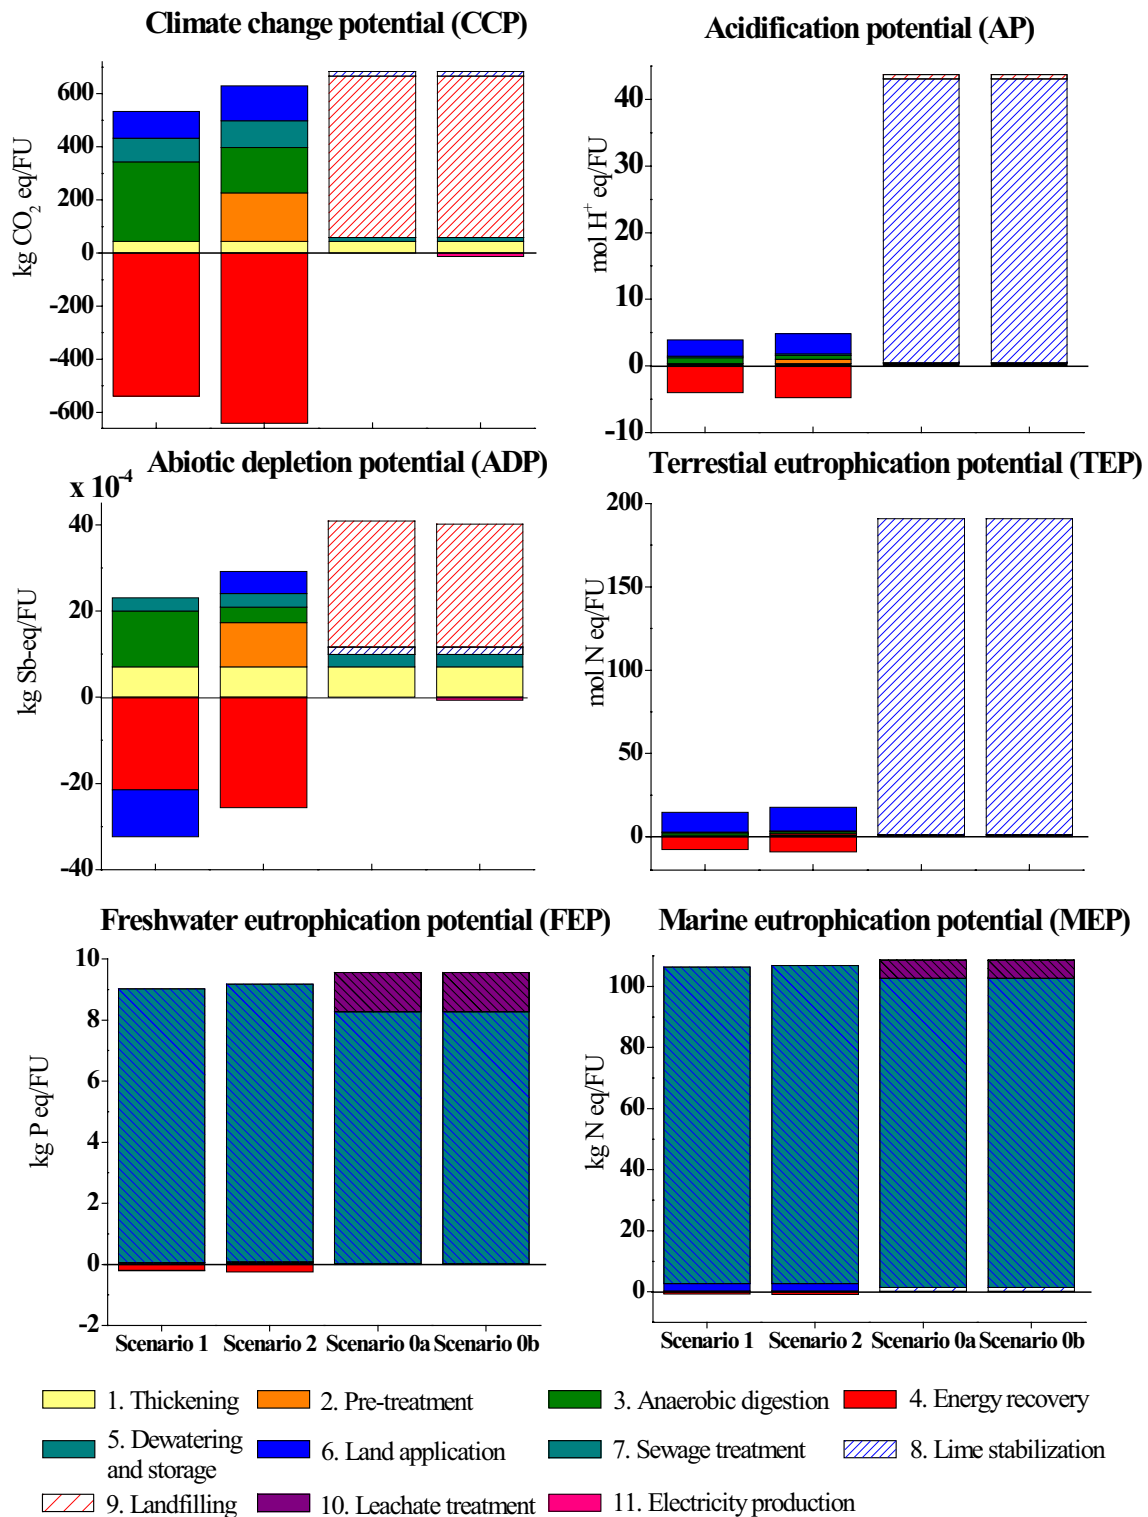 Climate change potential (CCP)
Acidification potential (AP)
600
400
200
0
-200
-400
-600
kg CO2 eq/FU
40
30
20
10
0
-10
mol H+ eq/FU
Abiotic depletion potential (ADP)
x 10-4
Terrestial eutrophication potential (TEP)
40
20
0
-20
-40
kg Sb-eq/FU
200
150
100
50
0
mol N eq/FU
Freshwater eutrophication potential (FEP)
Marine eutrophication potential (MEP)
10
8
6
4
2
0
-2
kg P eq/FU
100
80
60
40
20
0
kg N eq/FU
Scenario 1 Scenario 2 Scenario 0a Scenario 0b
Scenario 1 Scenario 2 Scenario 0a Scenario 0b
1. Thickening
2. Pre-treatment
3. Anaerobic digestion
4. Energy recovery
5. Dewatering
and storage
6. Land application
7. Sewage treatment
8. Lime stabilization
9. Landfilling
10. Leachate treatment
11. Electricity production